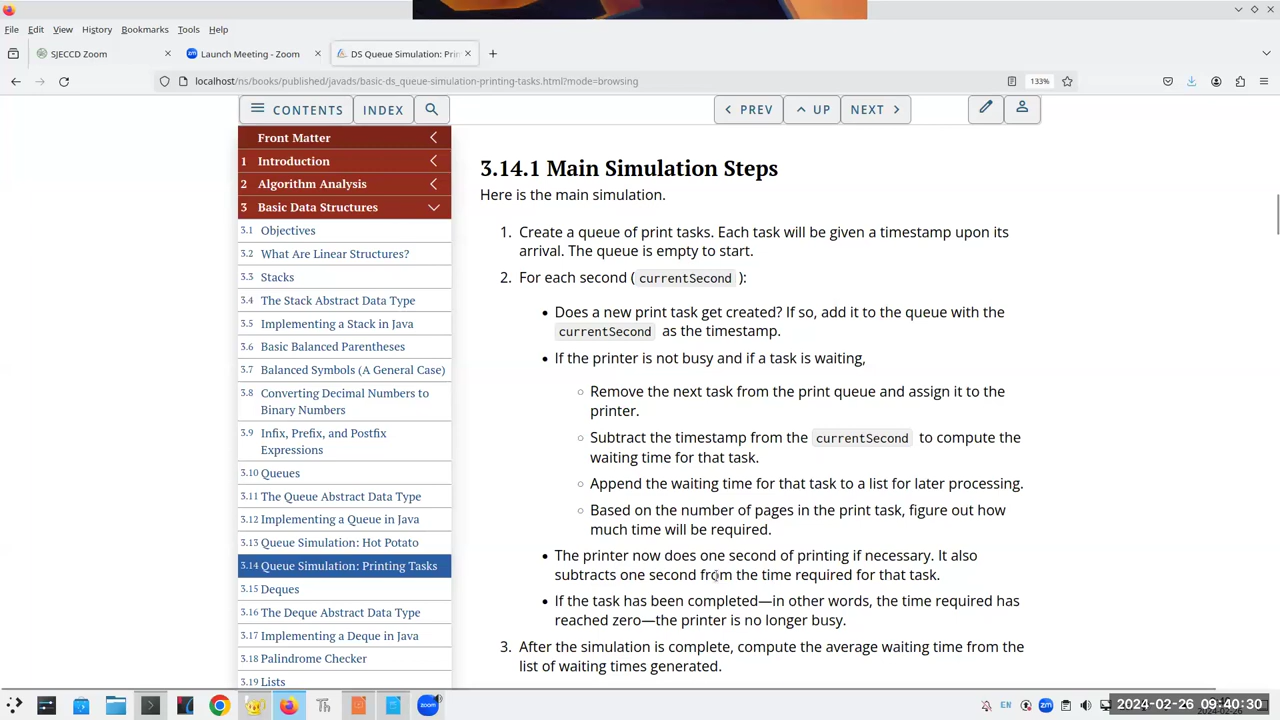 File Edit View History Bookmarks Tools Help
SJECCD Zoom
zm Launch Meeting - Zoom
DS Queue Simulation: Prin
localhost/ns/books/published/javads/basic-ds_queue-simulation-printing-tasks.html?mode=browsing
133%
CONTENTS INDEX
PREV UP NEXT
Front Matter
1 Introduction
2 Algorithm Analysis
3 Basic Data Structures
3.1 Objectives
3.2 What Are Linear Structures?
3.3 Stacks
3.4 The Stack Abstract Data Type
3.5 Implementing a Stack in Java
3.6 Basic Balanced Parentheses
3.7 Balanced Symbols (A General Case)
3.8 Converting Decimal Numbers to
Binary Numbers
3.9 Infix, Prefix, and Postfix
Expressions
3.10 Queues
3.11 The Queue Abstract Data Type
3.12 Implementing a Queue in Java
3.13 Queue Simulation: Hot Potato
3.14 Queue Simulation: Printing Tasks
3.15 Deques
3.16 The Deque Abstract Data Type
3.17 Implementing a Deque in Java
3.18 Palindrome Checker
3.19 Lists
3.14.1 Main Simulation Steps
Here is the main simulation.
1. Create a queue of print tasks. Each task will be given a timestamp upon its
arrival. The queue is empty to start.
2. For each second ( currentSecond ):
• Does a new print task get created? If so, add it to the queue with the
currentSecond as the timestamp.
• If the printer is not busy and if a task is waiting,
◦ Remove the next task from the print queue and assign it to the
printer.
◦ Subtract the timestamp from the currentSecond to compute the
waiting time for that task.
◦ Append the waiting time for that task to a list for later processing.
◦ Based on the number of pages in the print task, figure out how
much time will be required.
• The printer now does one second of printing if necessary. It also
subtracts one second from the time required for that task.
• If the task has been completed—in other words, the time required has
reached zero—the printer is no longer busy.
3. After the simulation is complete, compute the average waiting time from the
list of waiting times generated.
Th
zoom
EN
zm
2024-02-26 09:40:30